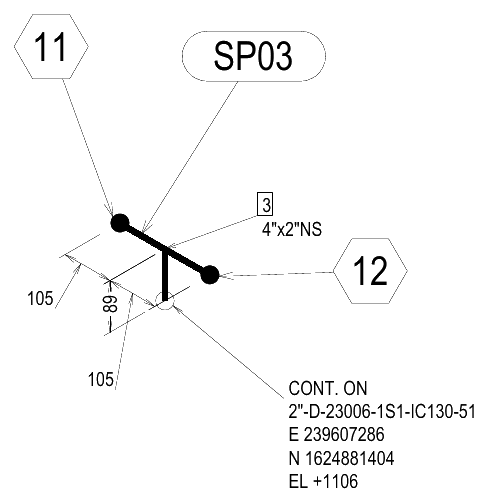 11
SP03
3
4"x2"NS
12
105
89
105
CONT. ON
2"-D-23006-1S1-IC130-51
E 239607286
N 1624881404
EL +1106